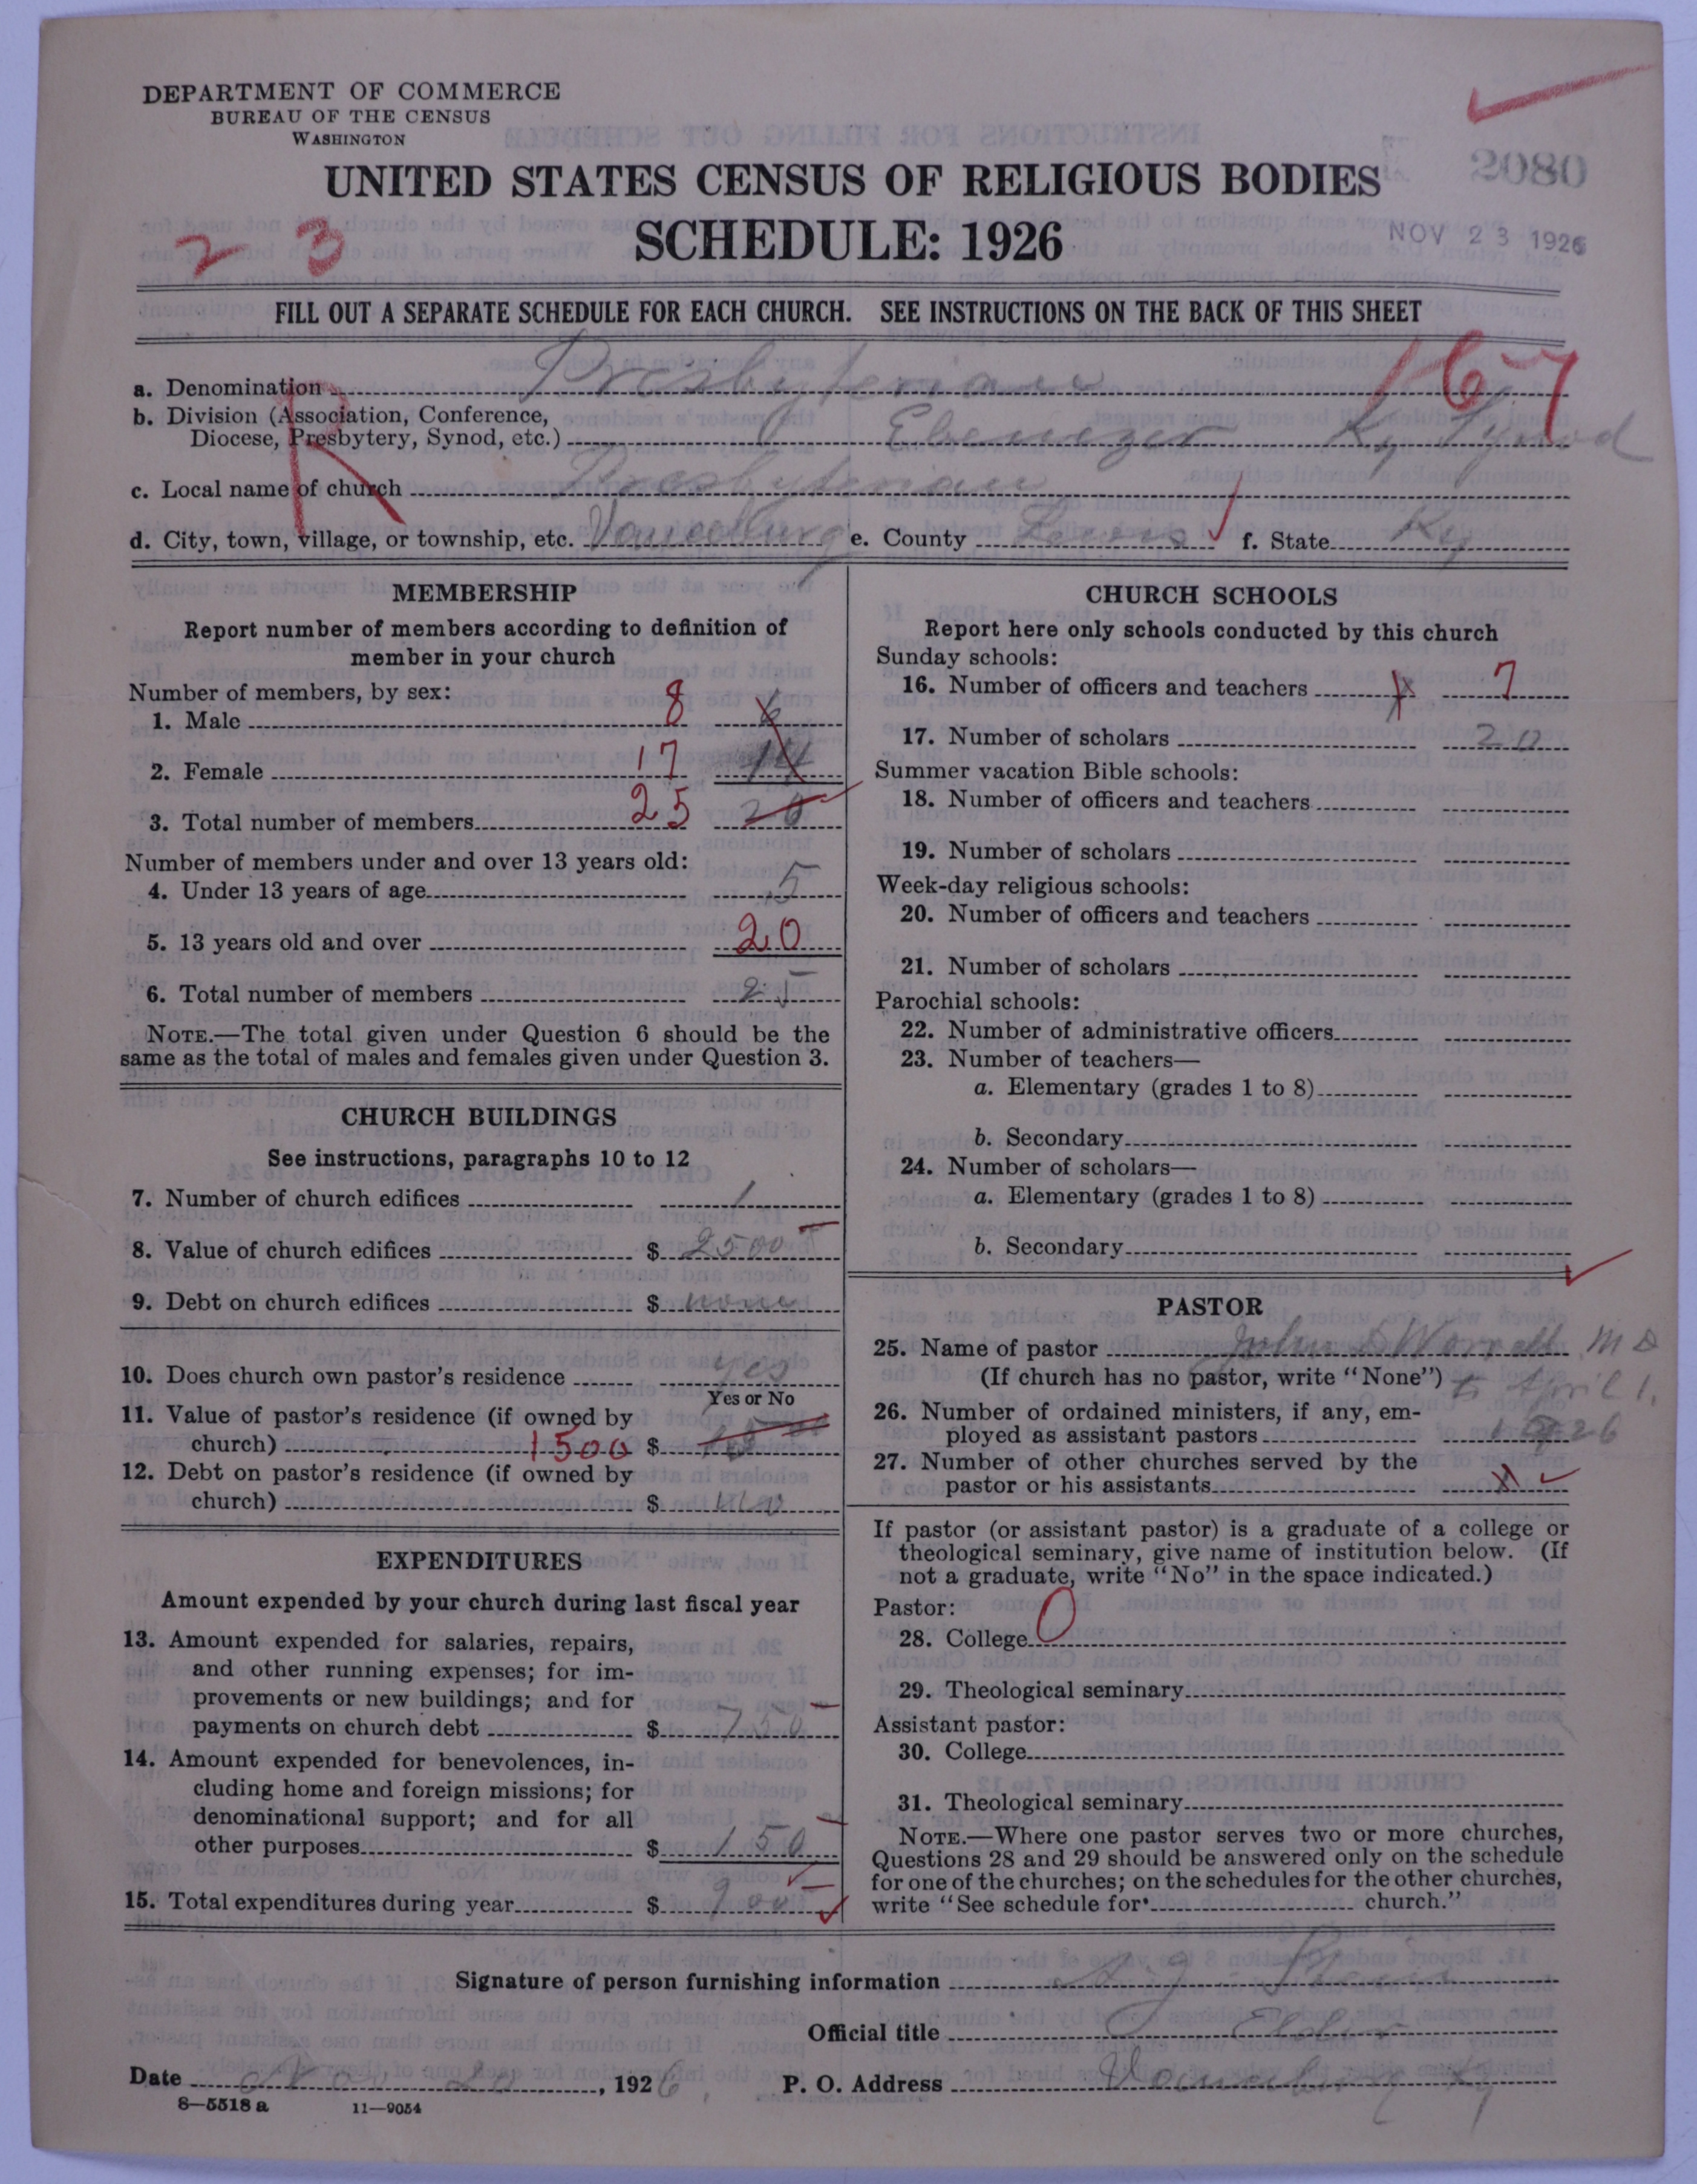 DEPARTMENT OF COMMERCE
BUREAU OF THE CENSUS
WASHINGTON
UNITED STATES CENSUS OF RELIGIOUS BODIES
2080
SCHEDULE: 1926
NOV 23 1926
2 3
FILL OUT A SEPARATE SCHEDULE FOR EACH CHURCH. SEE INSTRUCTIONS ON THE BACK OF THIS SHEET
167
R
a. Denomination Presbyterian
b. Division (Association, Conference,
Diocese, Presbytery, Synod, etc.) Ebenezer Ky Synod
c. Local name of church Presbyterian
d. City, town, village, or township, etc. Vanceburg e. County Lewis f. State Ky
MEMBERSHIP
Report number of members according to definition of
member in your church
Number of members, by sex:
1. Male 8 6
2. Female 17 14
3. Total number of members 25 20
Number of members under and over 13 years old:
4. Under 13 years of age 5
5. 13 years old and over 20
6. Total number of members 25
NOTE.—The total given under Question 6 should be the
same as the total of males and females given under Question 3.
CHURCH BUILDINGS
See instructions, paragraphs 10 to 12
7. Number of church edifices 1
8. Value of church edifices $ 2500
9. Debt on church edifices $ none
10. Does church own pastor's residence yes
Yes or No
11. Value of pastor's residence (if owned by
church) 1500 $
12. Debt on pastor's residence (if owned by
church) $
EXPENDITURES
Amount expended by your church during last fiscal year
13. Amount expended for salaries, repairs,
and other running expenses; for im-
provements or new buildings; and for
payments on church debt $ 750
14. Amount expended for benevolences, in-
cluding home and foreign missions; for
denominational support; and for all
other purposes $ 150
15. Total expenditures during year $ 900
CHURCH SCHOOLS
Report here only schools conducted by this church
Sunday schools:
16. Number of officers and teachers 7
17. Number of scholars 20
Summer vacation Bible schools:
18. Number of officers and teachers
19. Number of scholars
Week-day religious schools:
20. Number of officers and teachers
21. Number of scholars
Parochial schools:
22. Number of administrative officers
23. Number of teachers—
a. Elementary (grades 1 to 8)
b. Secondary
24. Number of scholars—
a. Elementary (grades 1 to 8)
b. Secondary
PASTOR
25. Name of pastor John D Worrell M D
(If church has no pastor, write "None") to April 1.
26. Number of ordained ministers, if any, em-
ployed as assistant pastors 1926
27. Number of other churches served by the
pastor or his assistants
If pastor (or assistant pastor) is a graduate of a college or
theological seminary, give name of institution below. (If
not a graduate, write "No" in the space indicated.)
Pastor:
28. College 0
29. Theological seminary
Assistant pastor:
30. College
31. Theological seminary
NOTE.—Where one pastor serves two or more churches,
Questions 28 and 29 should be answered only on the schedule
for one of the churches; on the schedules for the other churches,
write "See schedule for church."
Signature of person furnishing information
Official title Elder
Date Nov 20, 1926. P. O. Address Vanceburg Ky
8—5518 a 11—9054